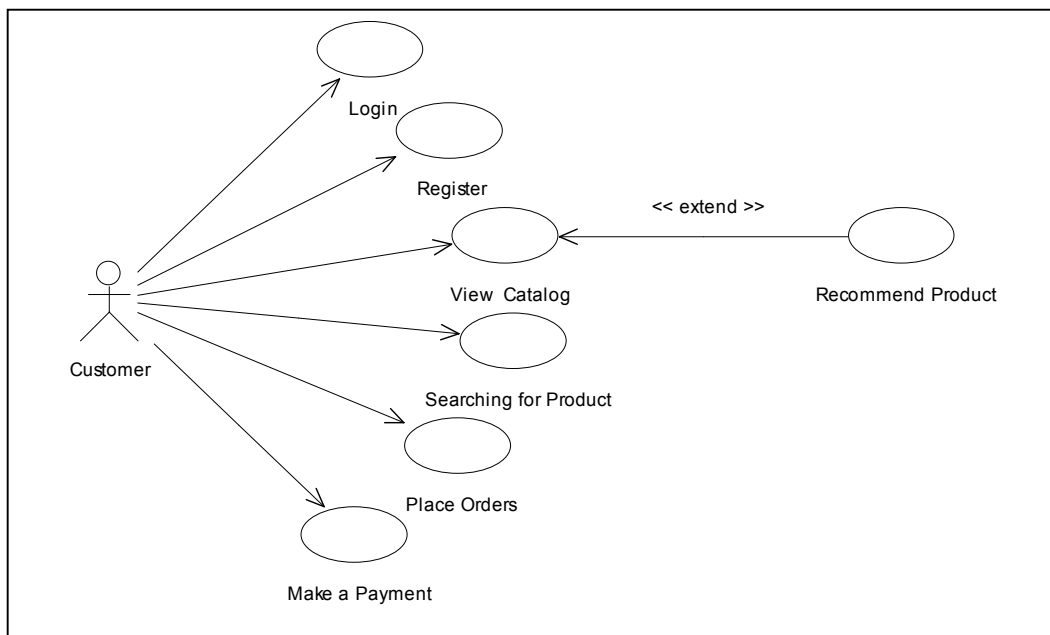 Login
Register
<< extend >>
View Catalog
Recommend Product
Customer
Searching for Product
Place Orders
Make a Payment